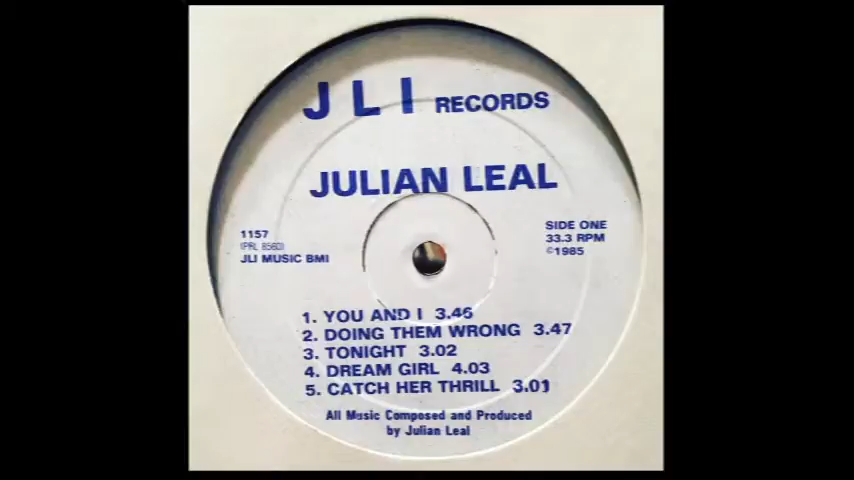 JLI RECORDS
JULIAN LEAL
1157
(PRL 8560)
JLI MUSIC BMI
SIDE ONE
33.3 RPM
©1985
1. YOU AND I 3.46
2. DOING THEM WRONG 3.47
3. TONIGHT 3.02
4. DREAM GIRL 4.03
5. CATCH HER THRILL 3.01
All Music Composed and Produced
by Julian Leal